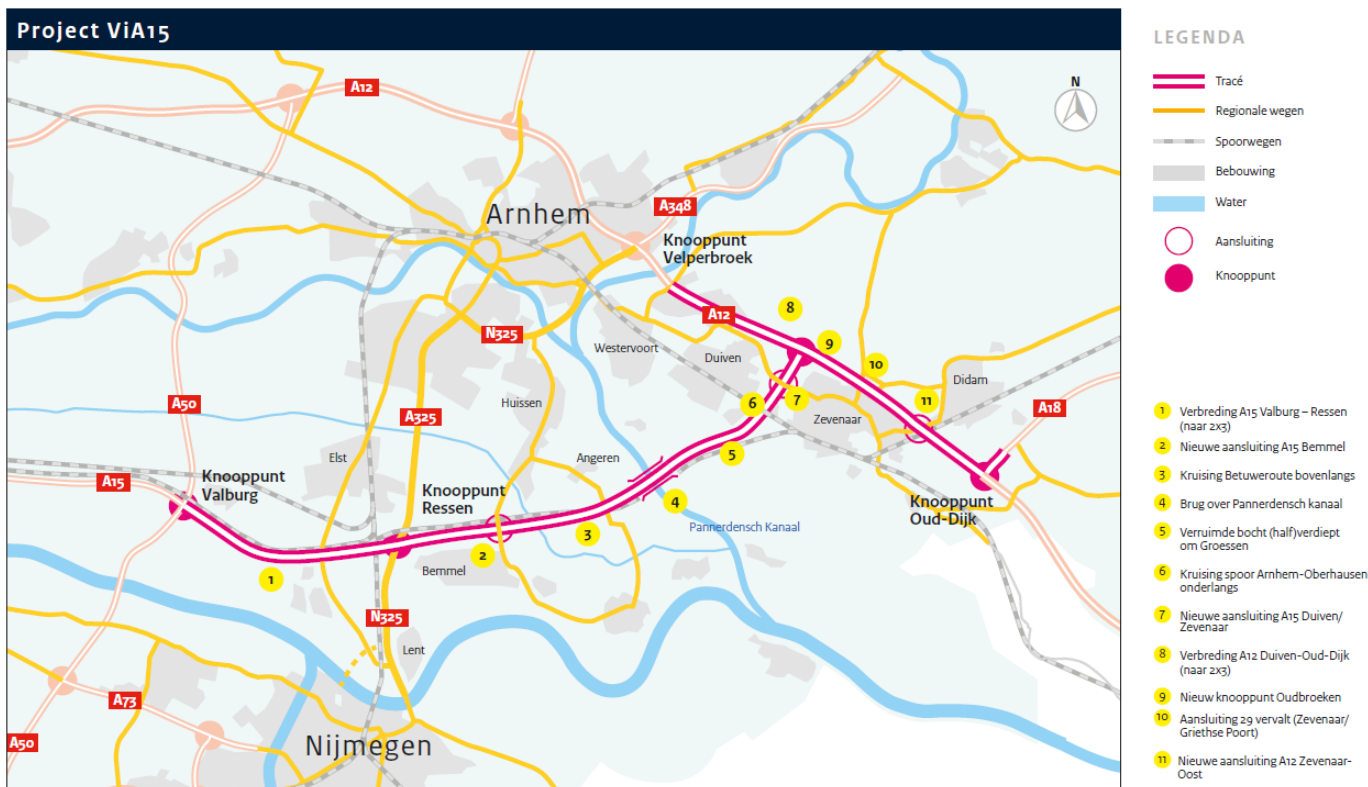 Project ViA15
A12
N
Arnhem
A348
Knooppunt
Velperbroek
A12
8
N325
9
Westervoort
Duiven
10
Didam
A50
Huissen
6
7
11
A325
Zevenaar
A18
Elst
Angeren
5
Knooppunt
Valburg
A15
Knooppunt
Ressen
4
Knooppunt
Oud-Dijk
Pannerdensch Kanaal
3
2
Bemmel
1
N325
Lent
A73
A50
Nijmegen
LEGENDA
Tracé
Regionale wegen
Spoorwegen
Bebouwing
Water
Aansluiting
Knooppunt
1 Verbreding A15 Valburg – Ressen
(naar 2x3)
2 Nieuwe aansluiting A15 Bemmel
3 Kruising Betuweroute bovenlangs
4 Brug over Pannerdensch kanaal
5 Verruimde bocht (half)verdiept
om Groessen
6 Kruising spoor Arnhem-Oberhausen
onderlangs
7 Nieuwe aansluiting A15 Duiven/
Zevenaar
8 Verbreding A12 Duiven-Oud-Dijk
(naar 2x3)
9 Nieuw knooppunt Oudbroeken
10 Aansluiting 29 vervalt (Zevenaar/
Griethse Poort)
11 Nieuwe aansluiting A12 Zevenaar-
Oost